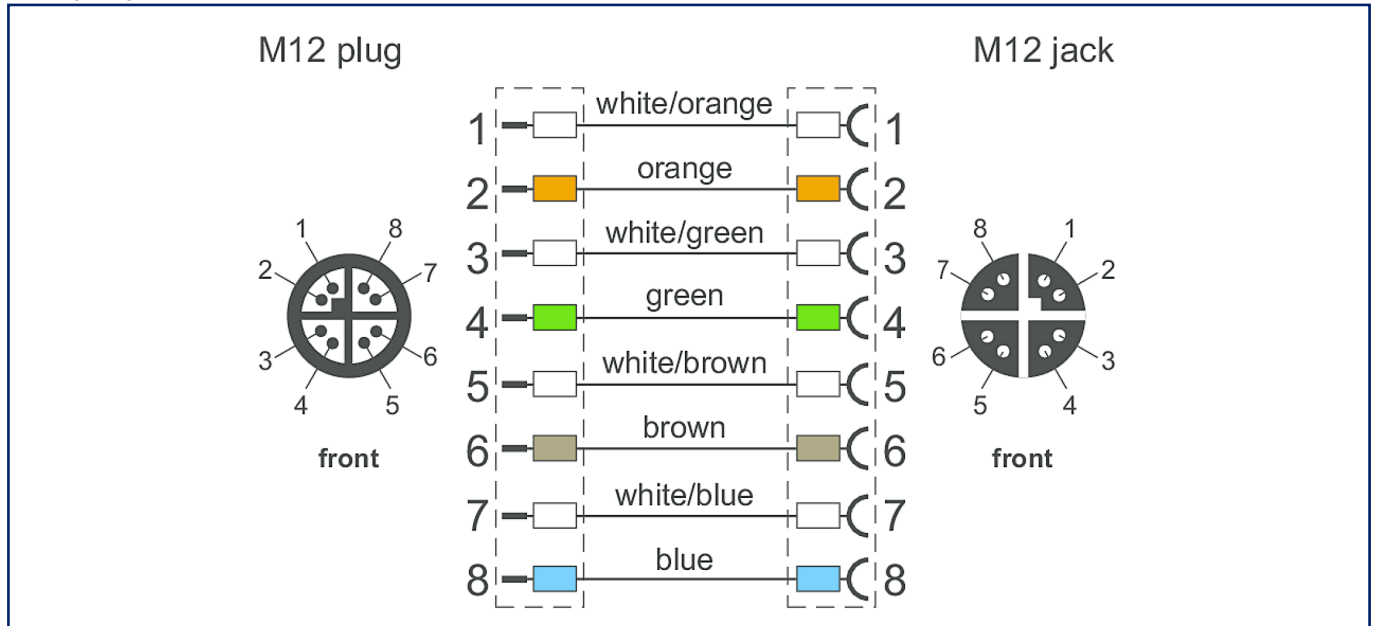 M12 plug
M12 jack
white/orange
1 1
orange
2 2
white/green
3 3
green
4 4
white/brown
5 5
brown
6 6
white/blue
7 7
blue
8 8
1 8
2 7
3 6
4 5
front
8 1
7 2
6 3
5 4
front